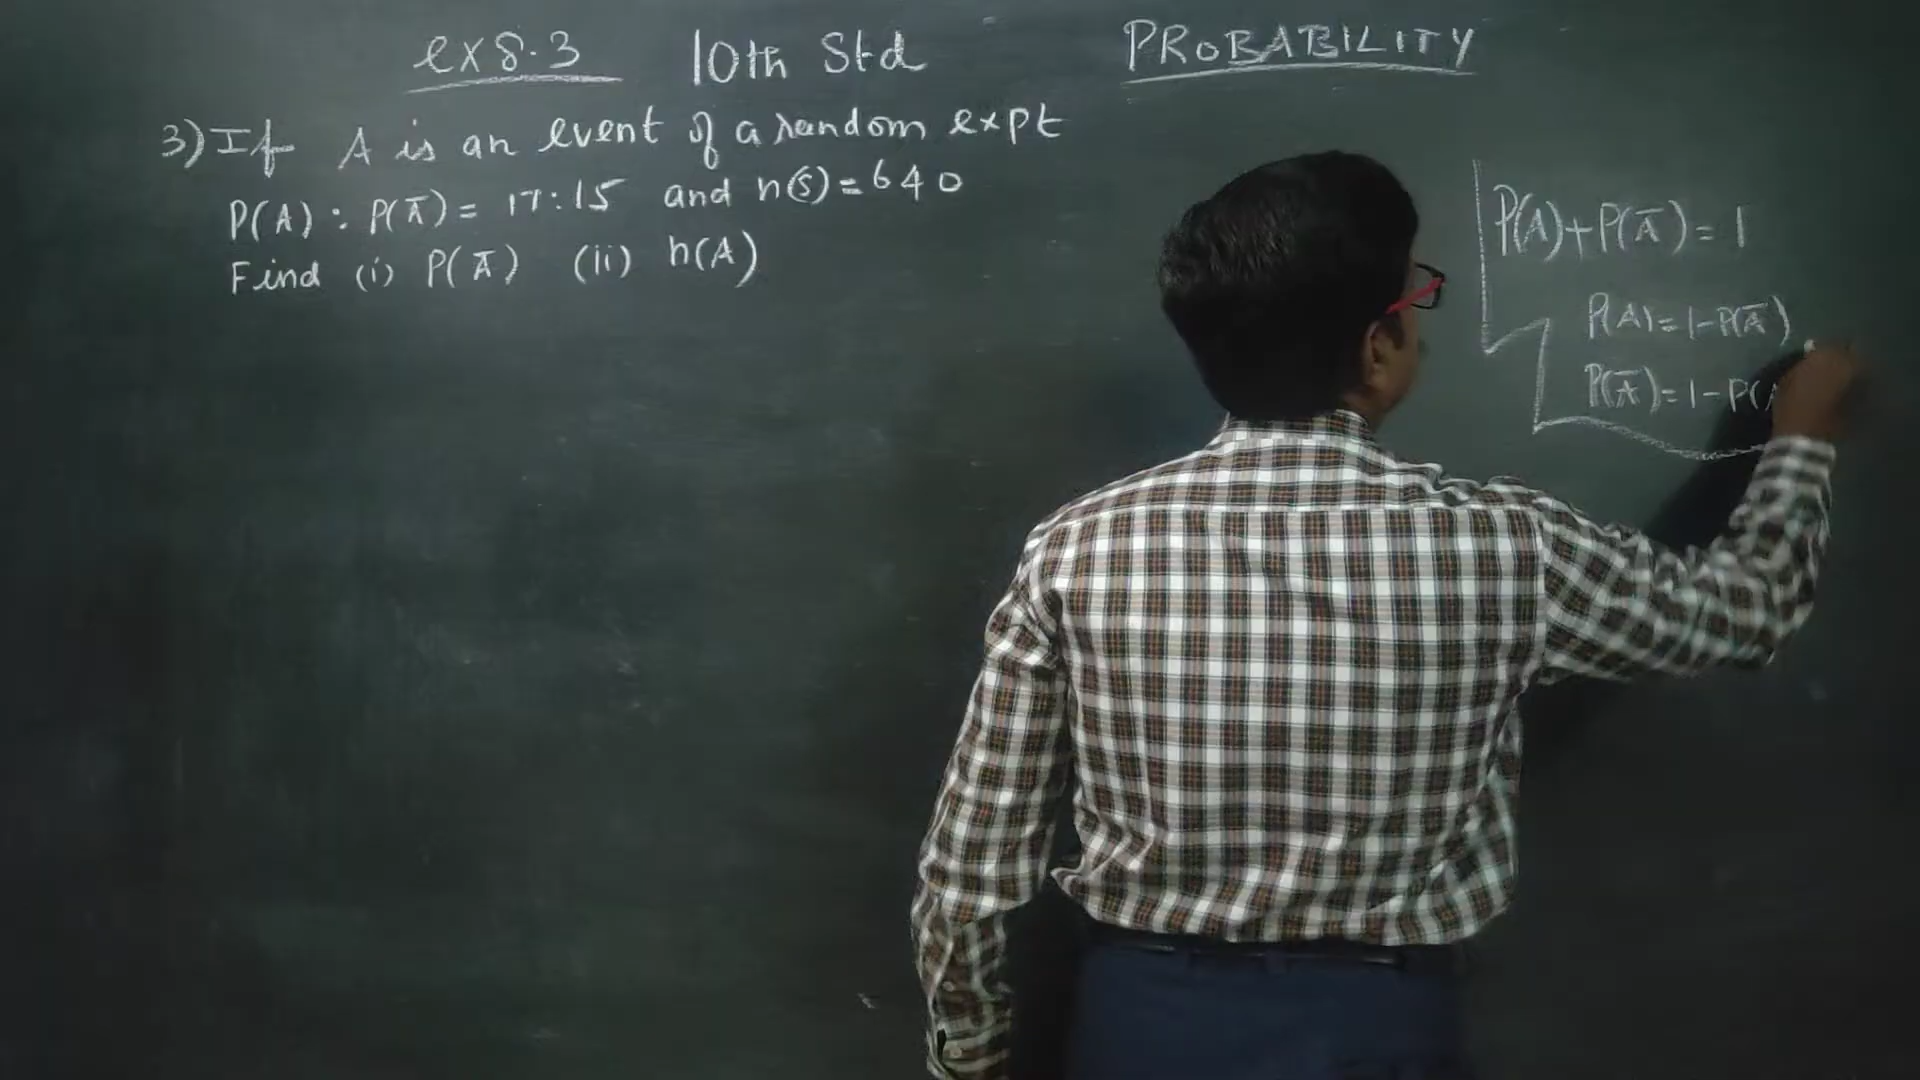 ex 8.3 10th Std PROBABILITY
3) If A is an event of a random expt
P(A) : P(Ā) = 17:15 and n(s) = 640
Find (i) P(Ā) (ii) n(A)
P(A)+P(Ā)=1
P(A)=1-P(Ā)
P(Ā)=1-P(